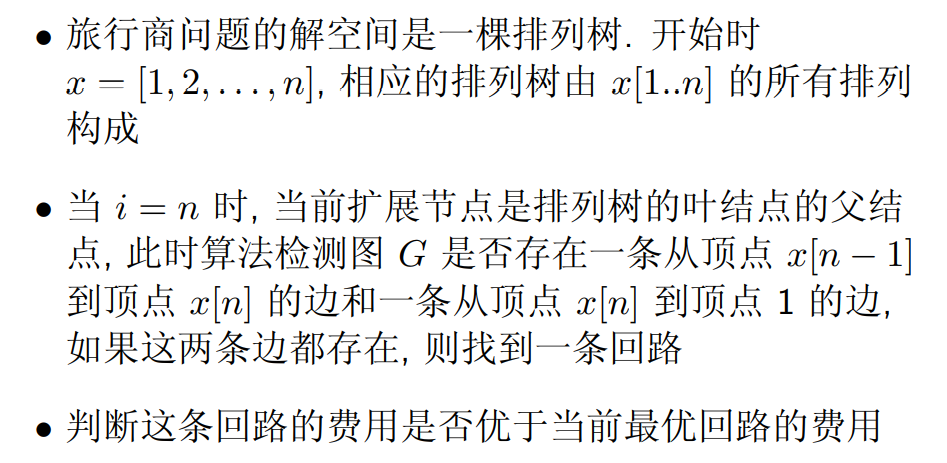 • 旅行商问题的解空间是一棵排列树. 开始时
x = [1, 2, . . . , n], 相应的排列树由 x[1..n] 的所有排列
构成
• 当 i = n 时, 当前扩展节点是排列树的叶结点的父结
点, 此时算法检测图 G 是否存在一条从顶点 x[n − 1]
到顶点 x[n] 的边和一条从顶点 x[n] 到顶点 1 的边,
如果这两条边都存在, 则找到一条回路
• 判断这条回路的费用是否优于当前最优回路的费用